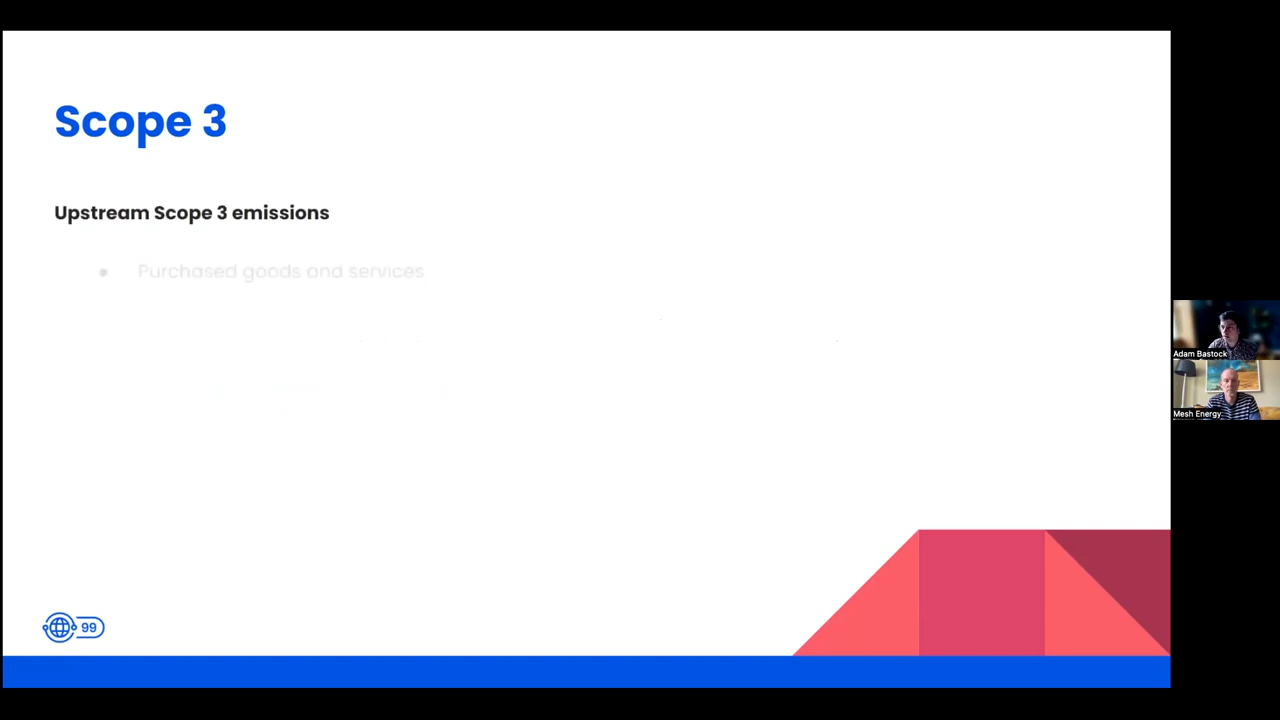 Scope 3
Upstream Scope 3 emissions
● Purchased goods and services
Adam Bastock
Mesh Energy
99